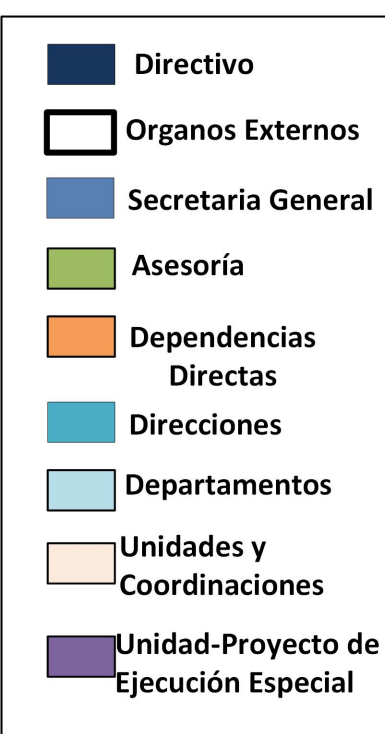 Directivo
Organos Externos
Secretaria General
Asesoría
Dependencias
Directas
Direcciones
Departamentos
Unidades y
Coordinaciones
Unidad-Proyecto de
Ejecución Especial